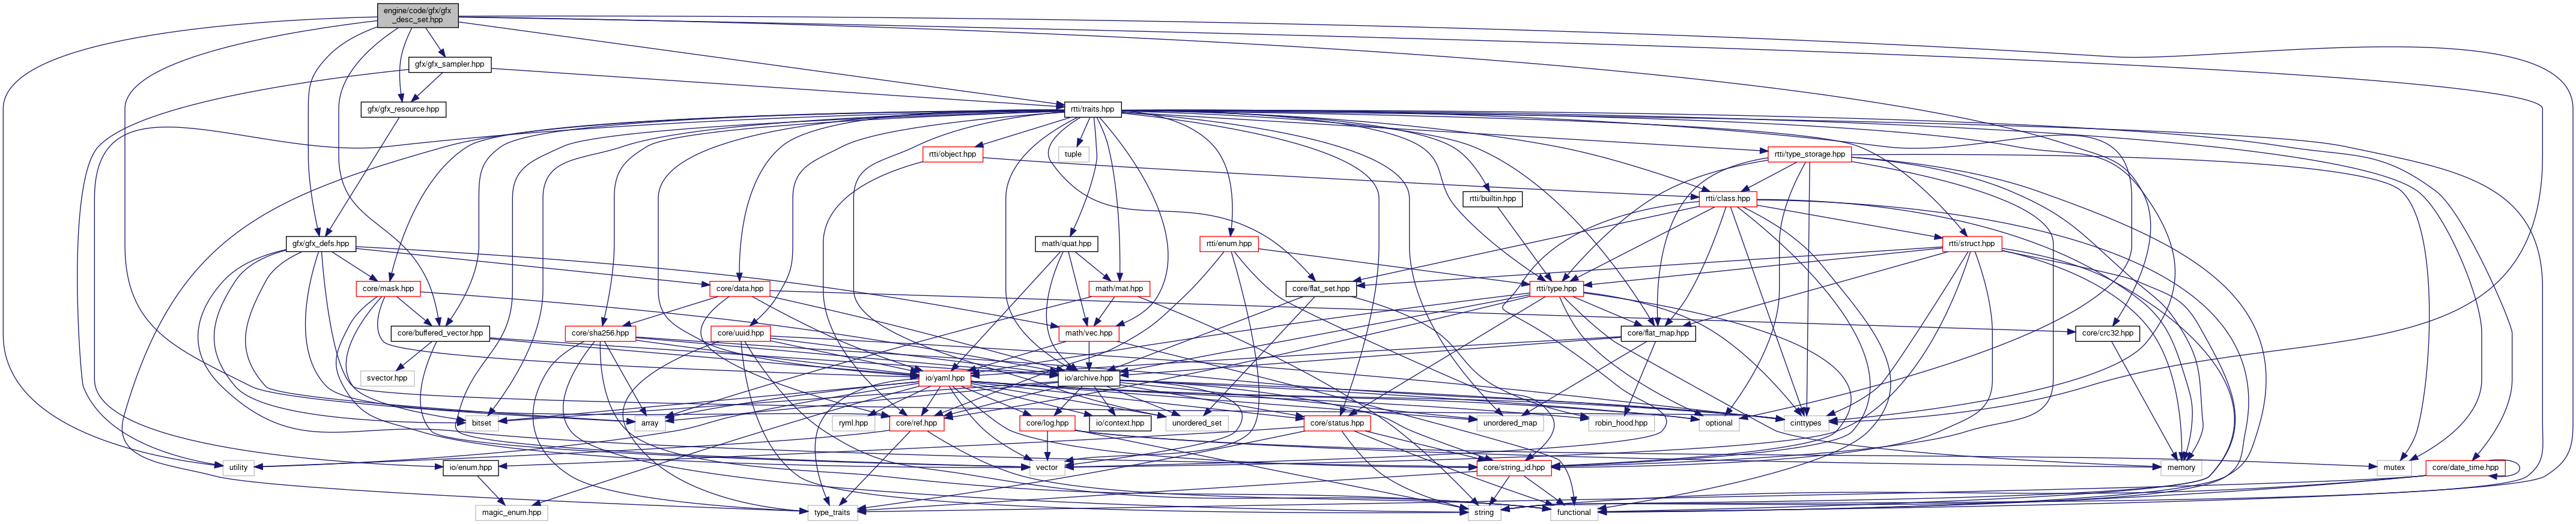 engine/code/gfx/gfx
_desc_set.hpp
gfx/gfx_sampler.hpp
gfx/gfx_resource.hpp
rtti/traits.hpp
rtti/object.hpp
tuple
rtti/type_storage.hpp
rtti/builtin.hpp
rtti/class.hpp
gfx/gfx_defs.hpp
math/quat.hpp
rtti/enum.hpp
rtti/struct.hpp
core/mask.hpp
core/data.hpp
math/mat.hpp
core/flat_set.hpp
rtti/type.hpp
core/buffered_vector.hpp
core/sha256.hpp
core/uuid.hpp
math/vec.hpp
core/flat_map.hpp
core/crc32.hpp
svector.hpp
io/yaml.hpp
io/archive.hpp
bitset
array
ryml.hpp
core/ref.hpp
unordered_set
core/log.hpp
io/context.hpp
core/status.hpp
unordered_map
robin_hood.hpp
optional
cinttypes
utility
io/enum.hpp
vector
core/string_id.hpp
memory
mutex
core/date_time.hpp
magic_enum.hpp
type_traits
string
functional